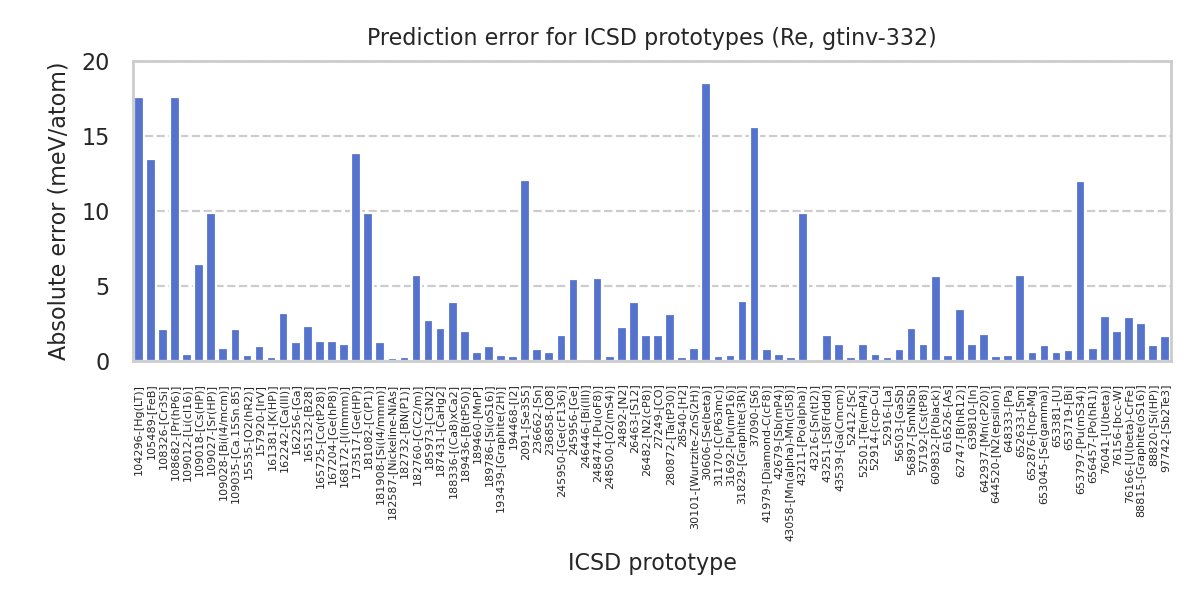 Prediction error for ICSD prototypes (Re, gtinv-332)
Absolute error (meV/atom)
20
15
10
5
0
104296-[Hg(LT)]
105489-[FeB]
108326-[Cr3Si]
108682-[Pr(hP6)]
109012-[Li(cI16)]
109018-[Cs(HP)]
109027-[Sr(HP)]
109028-[Bi(I4/mcm)]
109035-[Ca.15Sn.85]
15535-[O2(hR2)]
157920-[IrV]
161381-[K(HP)]
162242-[Ca(III)]
162256-[Ga]
165132-[B28]
165725-[Co(tP28)]
167204-[Ge(hP8)]
168172-[I(Immm)]
173517-[Ge(HP)]
181082-[C(P1)]
181908-[Si(I4/mmm)]
182587-[Nickeline-NiAs]
182732-[BN(P1)]
182760-[C(C2/m)]
185973-[C3N2]
187431-[CaHg2]
188336-[(Ca8)xCa2]
189436-[B(tP50)]
189460-[MnP]
189786-[Si(oS16)]
193439-[Graphite(2H)]
194468-[I2]
2091-[Se3S5]
236662-[Sn]
236858-[O8]
245950-[Ge(cF136)]
245956-[Ge]
246446-[Bi(III)]
248474-[Pu(oF8)]
248500-[O2(mS4)]
24892-[N2]
26463-[S12]
26482-[N2(cP8)]
27249-[CO]
280872-[Ta(tP30)]
28540-[H2]
30101-[Wurtzite-ZnS(2H)]
30606-[Se(beta)]
31170-[C(P63mc)]
31692-[Pu(mP16)]
31829-[Graphite(3R)]
37090-[S6]
41979-[Diamond-C(cF8)]
42679-[Sb(mP4)]
43058-[Mn(alpha)-Mn(cI58)]
43211-[Po(alpha)]
43216-[Sn(tI2)]
43251-[S8(Fddd)]
43539-[Ga(Cmcm)]
52412-[Sc]
52501-[Te(mP4)]
52914-[ccp-Cu]
52916-[La]
56503-[GaSb]
56897-[SmNiSb]
57192-[Cs(tP8)]
609832-[P(black)]
616526-[As]
62747-[B(hR12)]
639810-[In]
642937-[Mn(cP20)]
644520-[N2(epsilon)]
648333-[Pa]
652633-[Sm]
652876-[hcp-Mg]
653045-[Se(gamma)]
653381-[U]
653719-[Bi]
653797-[Pu(mS34)]
656457-[Po(hR1)]
76041-[U(beta)]
76156-[bcc-W]
76166-[U(beta)-CrFe]
88815-[Graphite(oS16)]
88820-[Si(HP)]
97742-[Sb2Te3]
ICSD prototype